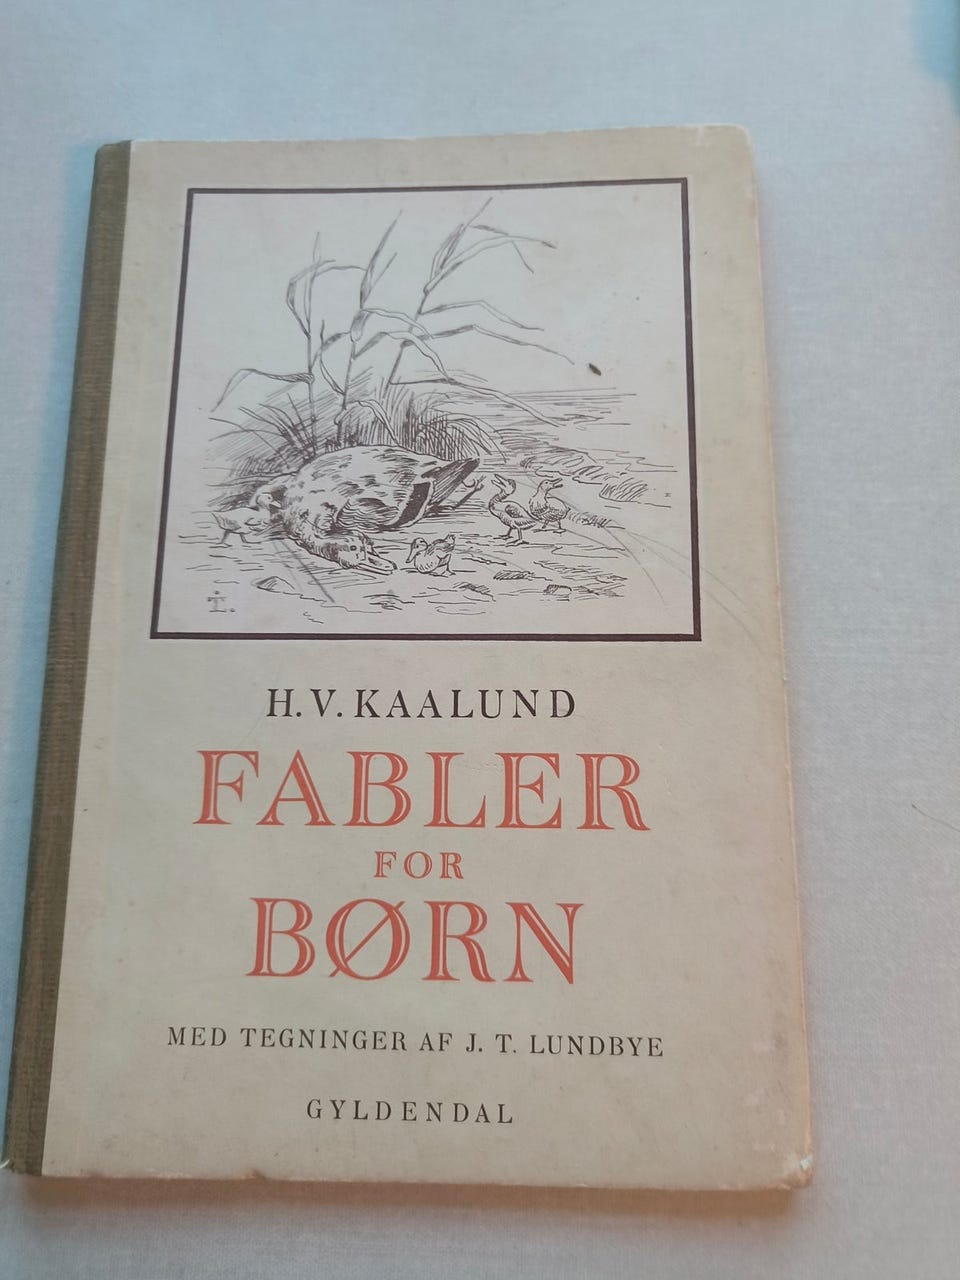 H. V. KAALUND
FABLER
FOR
BØRN
MED TEGNINGER AF J. T. LUNDBYE
GYLDENDAL